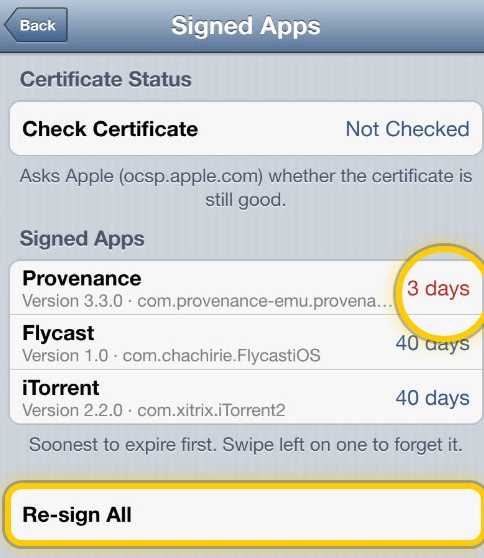 Back
Signed Apps
Certificate Status
Check Certificate Not Checked
Asks Apple (ocsp.apple.com) whether the certificate is
still good.
Signed Apps
Provenance 3 days
Version 3.3.0 · com.provenance-emu.provena...
Flycast 40 days
Version 1.0 · com.chachirie.FlycastiOS
iTorrent 40 days
Version 2.2.0 · com.xitrix.iTorrent2
Soonest to expire first. Swipe left on one to forget it.
Re-sign All